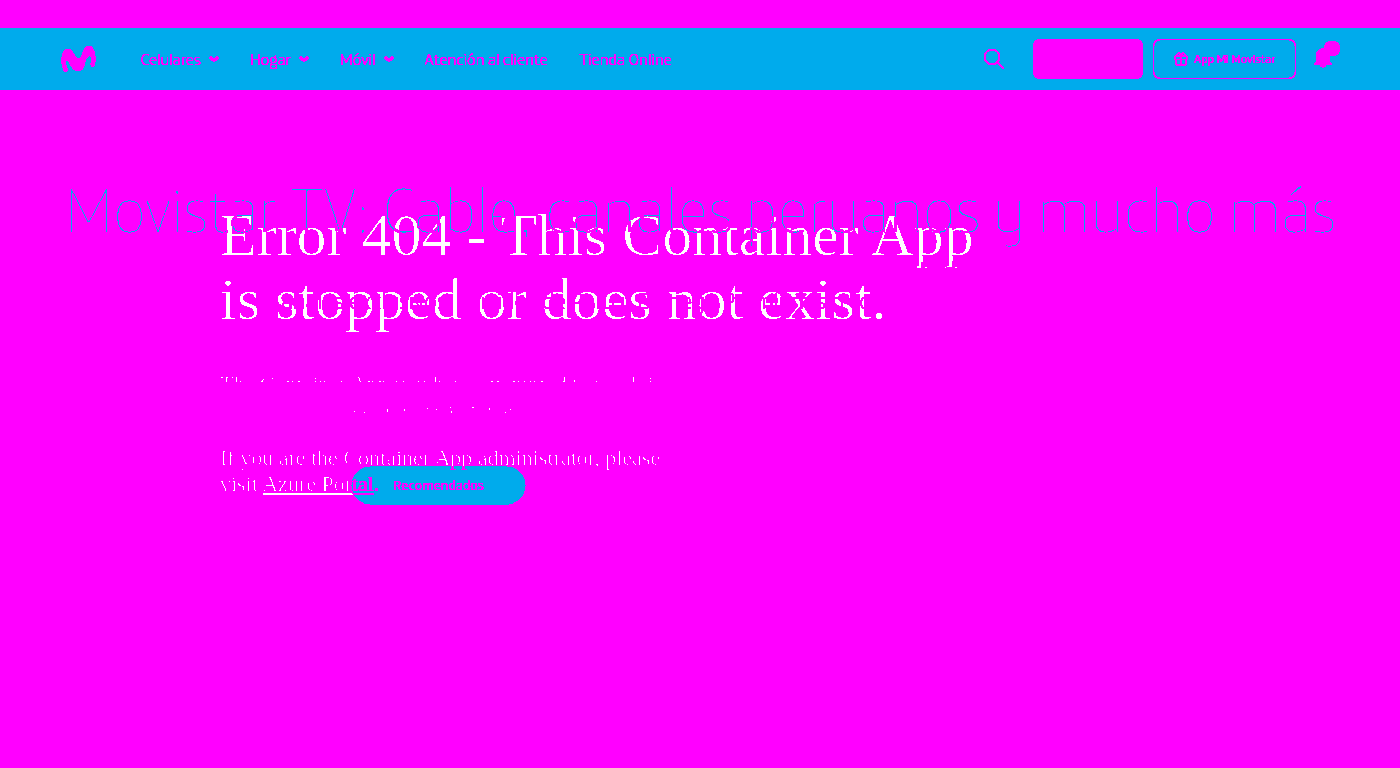 Celulares
Hogar
Móvil
Atención al cliente
Tienda Online
App Mi Movistar
Movistar TV: Cable, canales peruanos y mucho más
Error 404 - This Container App
is stopped or does not exist.
If you are the Container App administrator, please
visit Azure Portal.
Recomendados